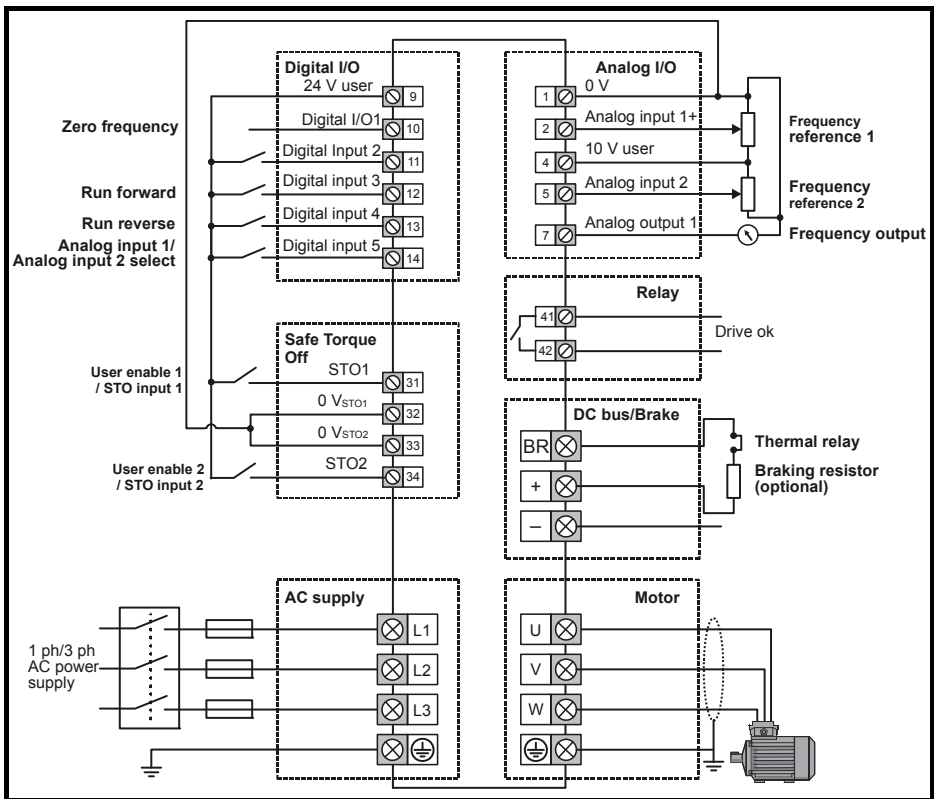 Digital I/O
24 V user
9
Zero frequency
Digital I/O1
10
Digital Input 2
11
Run forward
Digital input 3
12
Run reverse
Digital input 4
13
Analog input 1/
Analog input 2 select
Digital input 5
14
Analog I/O
1
0 V
2
Analog input 1+
Frequency
reference 1
4
10 V user
5
Analog input 2
Frequency
reference 2
7
Analog output 1
Frequency output
Relay
41
42
Drive ok
Safe Torque
Off
User enable 1
/ STO input 1
STO1
31
0 VSTO1
32
0 VSTO2
33
User enable 2
/ STO input 2
STO2
34
DC bus/Brake
BR
+
–
Thermal relay
Braking resistor
(optional)
AC supply
1 ph/3 ph
AC power
supply
L1
L2
L3
Motor
U
V
W